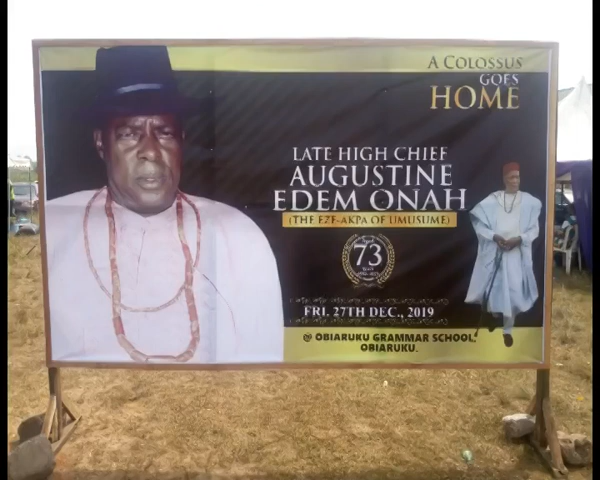 A COLOSSUS
GOES
HOME
LATE HIGH CHIEF
AUGUSTINE
EDEM ONAH
(THE EZE-AKPA OF UMUSUME)
Aged
73
FRI. 27TH DEC., 2019
@ OBIARUKU GRAMMAR SCHOOL,
OBIARUKU.